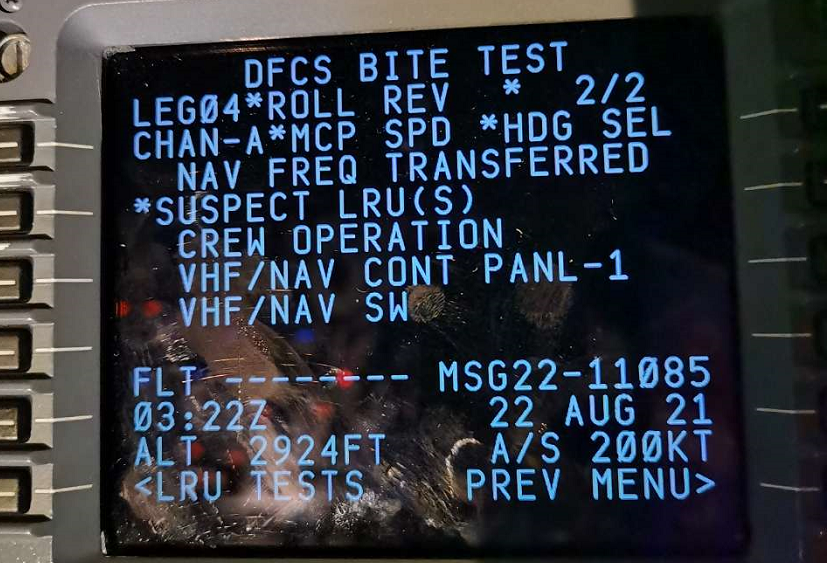 DFCS BITE TEST
LEG04*ROLL REV * 2/2
CHAN-A*MCP SPD *HDG SEL
NAV FREQ TRANSFERRED
*SUSPECT LRU(S)
CREW OPERATION
VHF/NAV CONT PANL-1
VHF/NAV SW
FLT -------- MSG22-11085
03:22Z 22 AUG 21
ALT 2924FT A/S 200KT
<LRU TESTS PREV MENU>